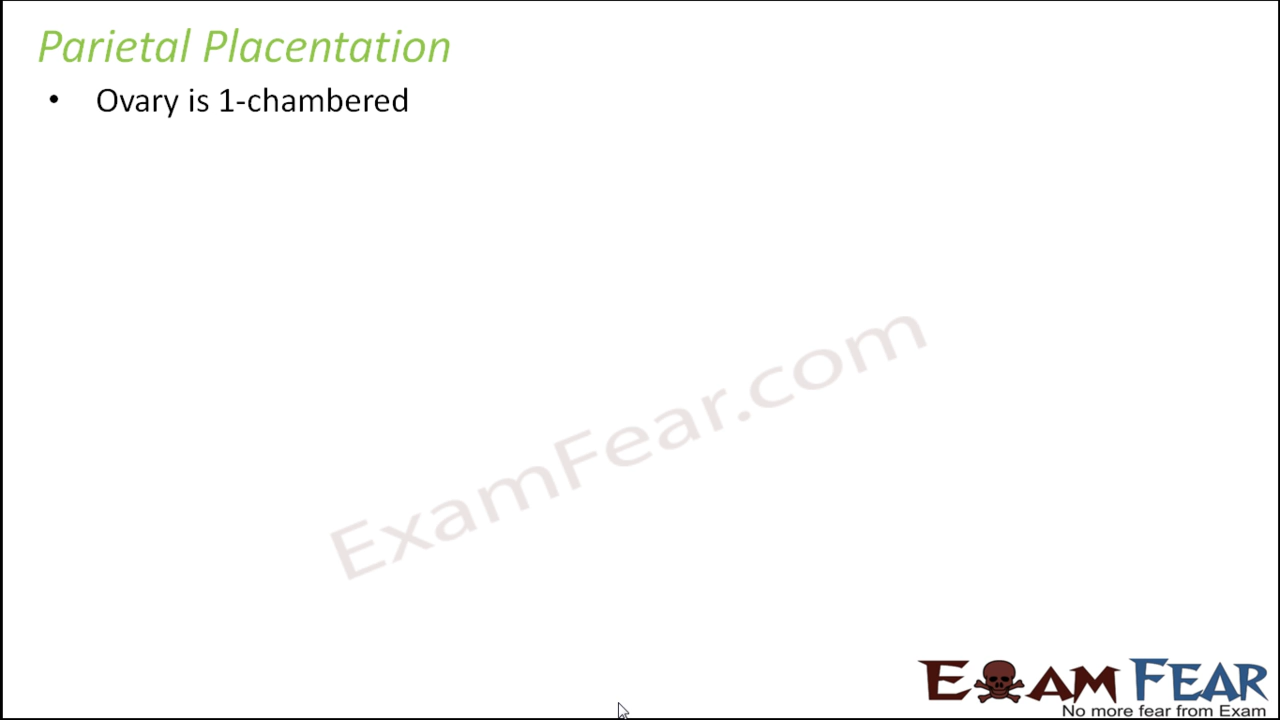 Parietal Placentation
• Ovary is 1-chambered
ExamFear.com
EXAM FEAR
No more fear from Exam